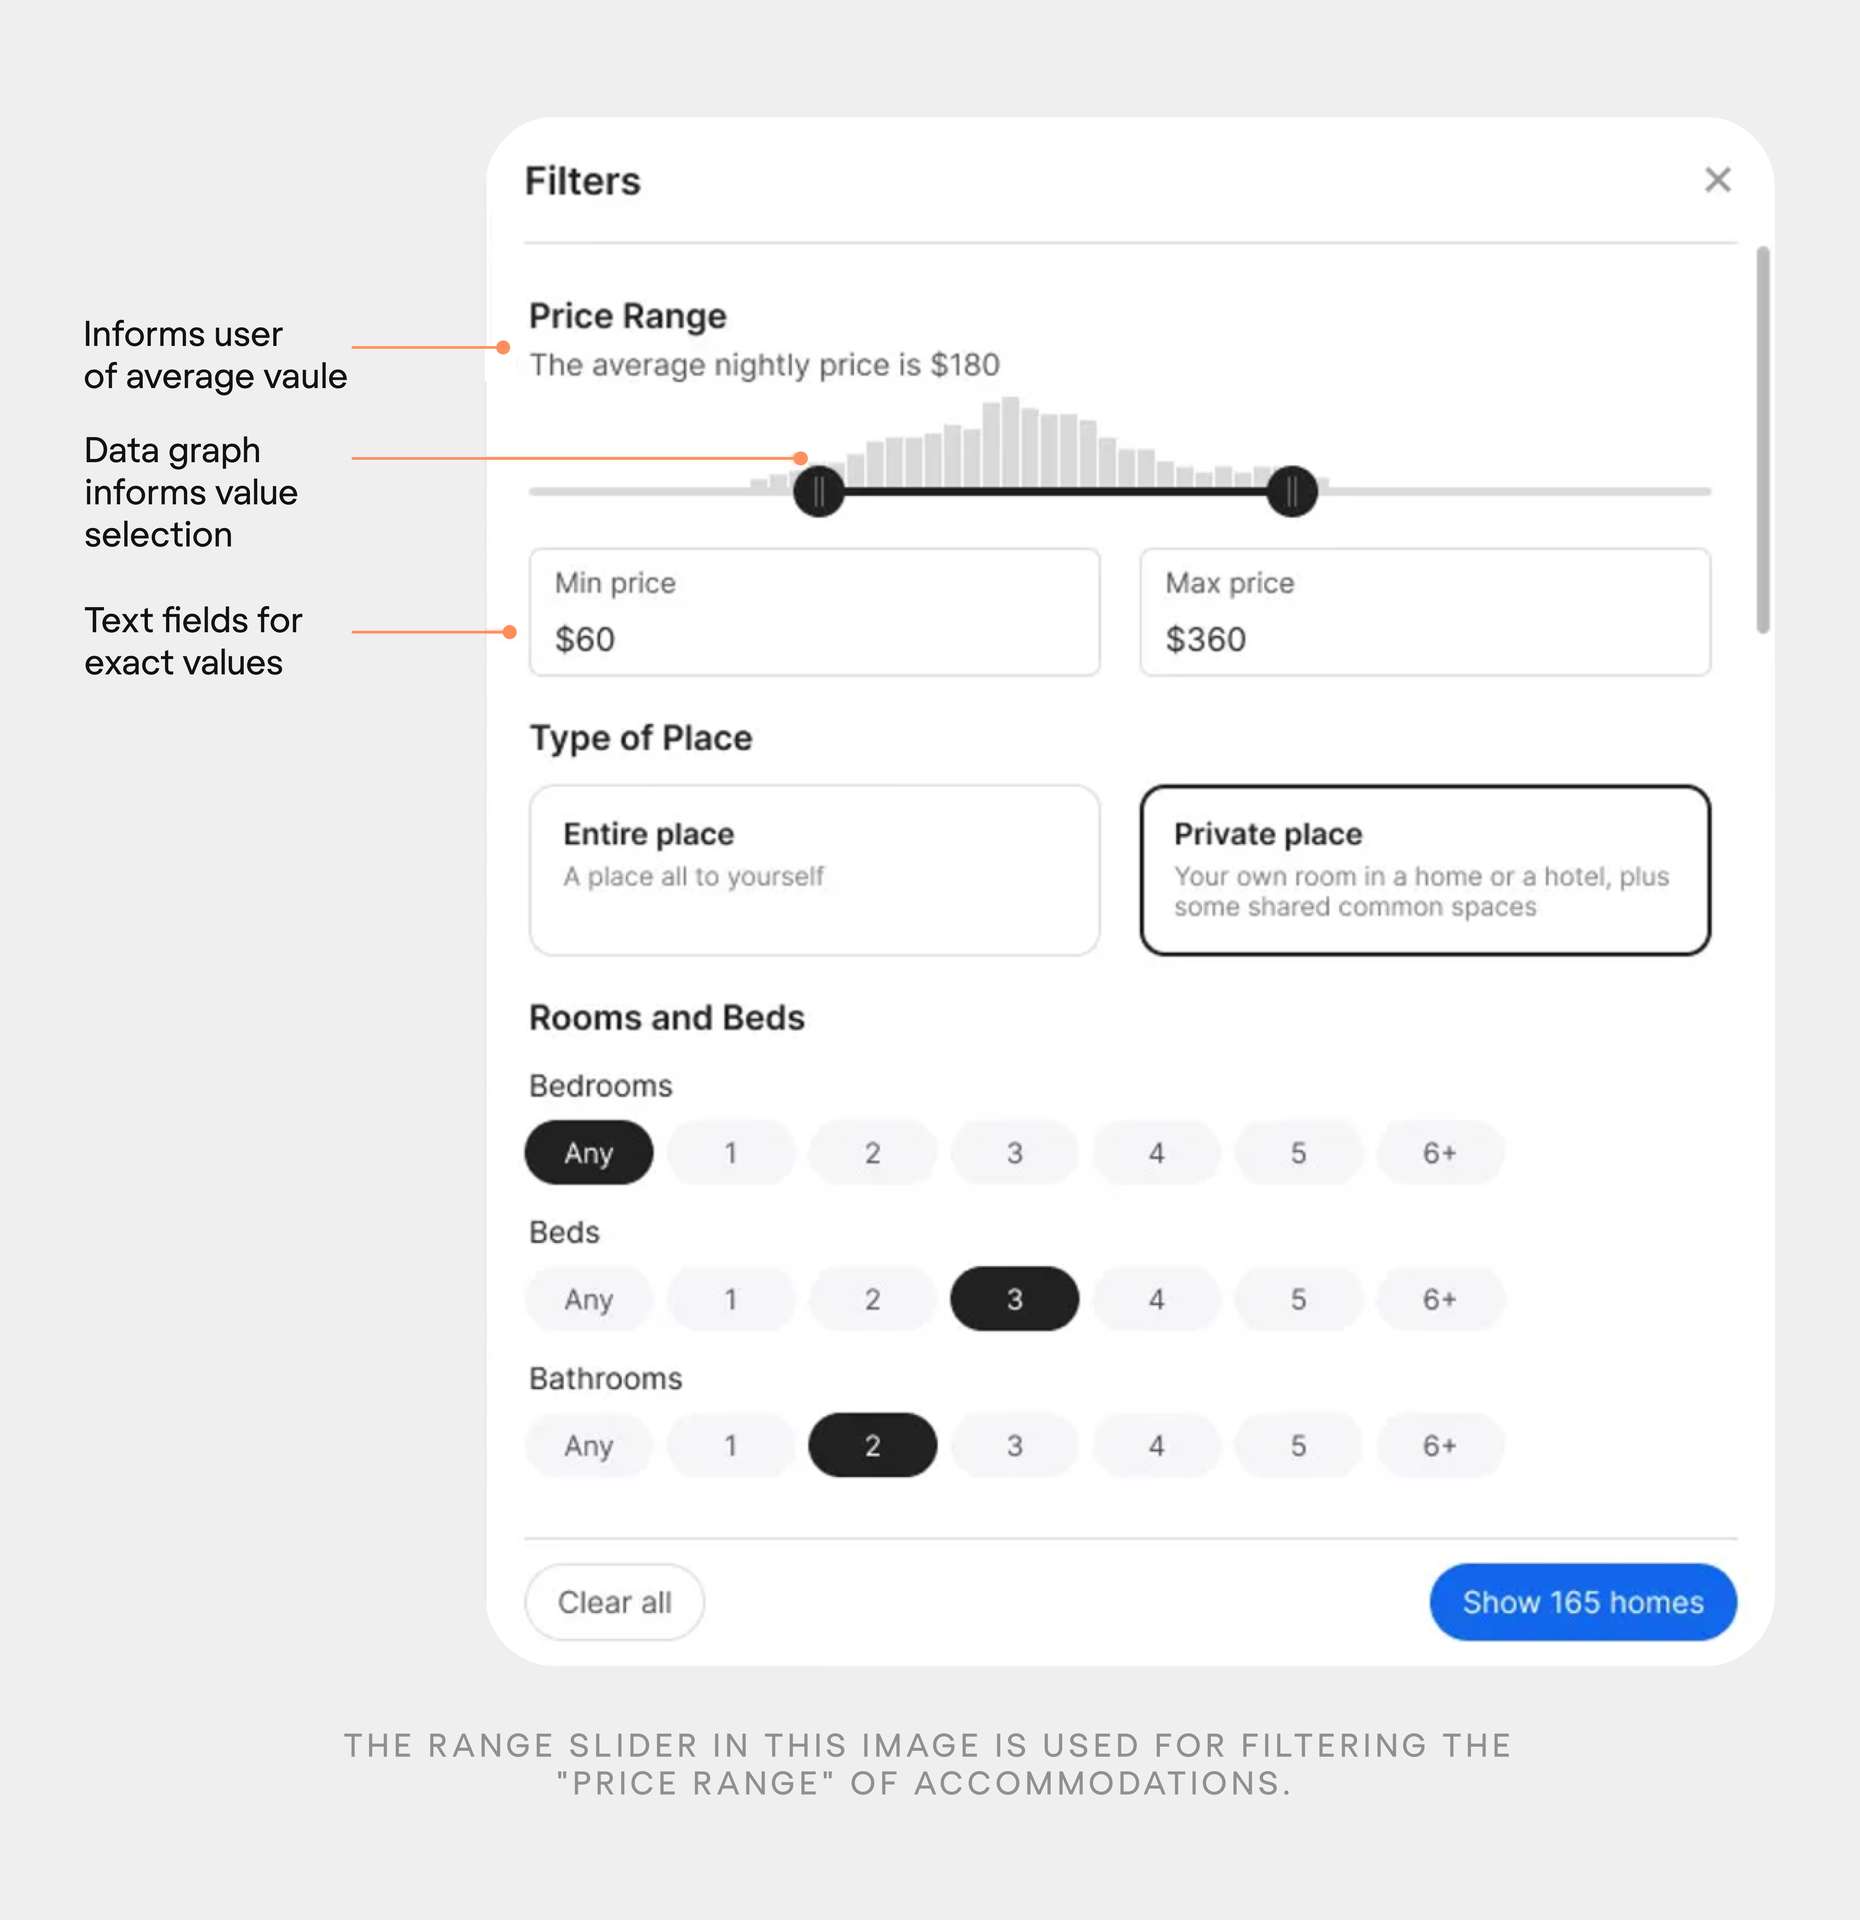 Filters
Informs user
of average vaule
Data graph
informs value
selection
Text fields for
exact values
Price Range
The average nightly price is $180
Min price
$60
Max price
$360
Type of Place
Entire place
A place all to yourself
Private place
Your own room in a home or a hotel, plus
some shared common spaces
Rooms and Beds
Bedrooms
Any 1 2 3 4 5 6+
Beds
Any 1 2 3 4 5 6+
Bathrooms
Any 1 2 3 4 5 6+
Clear all
Show 165 homes
THE RANGE SLIDER IN THIS IMAGE IS USED FOR FILTERING THE
"PRICE RANGE" OF ACCOMMODATIONS.